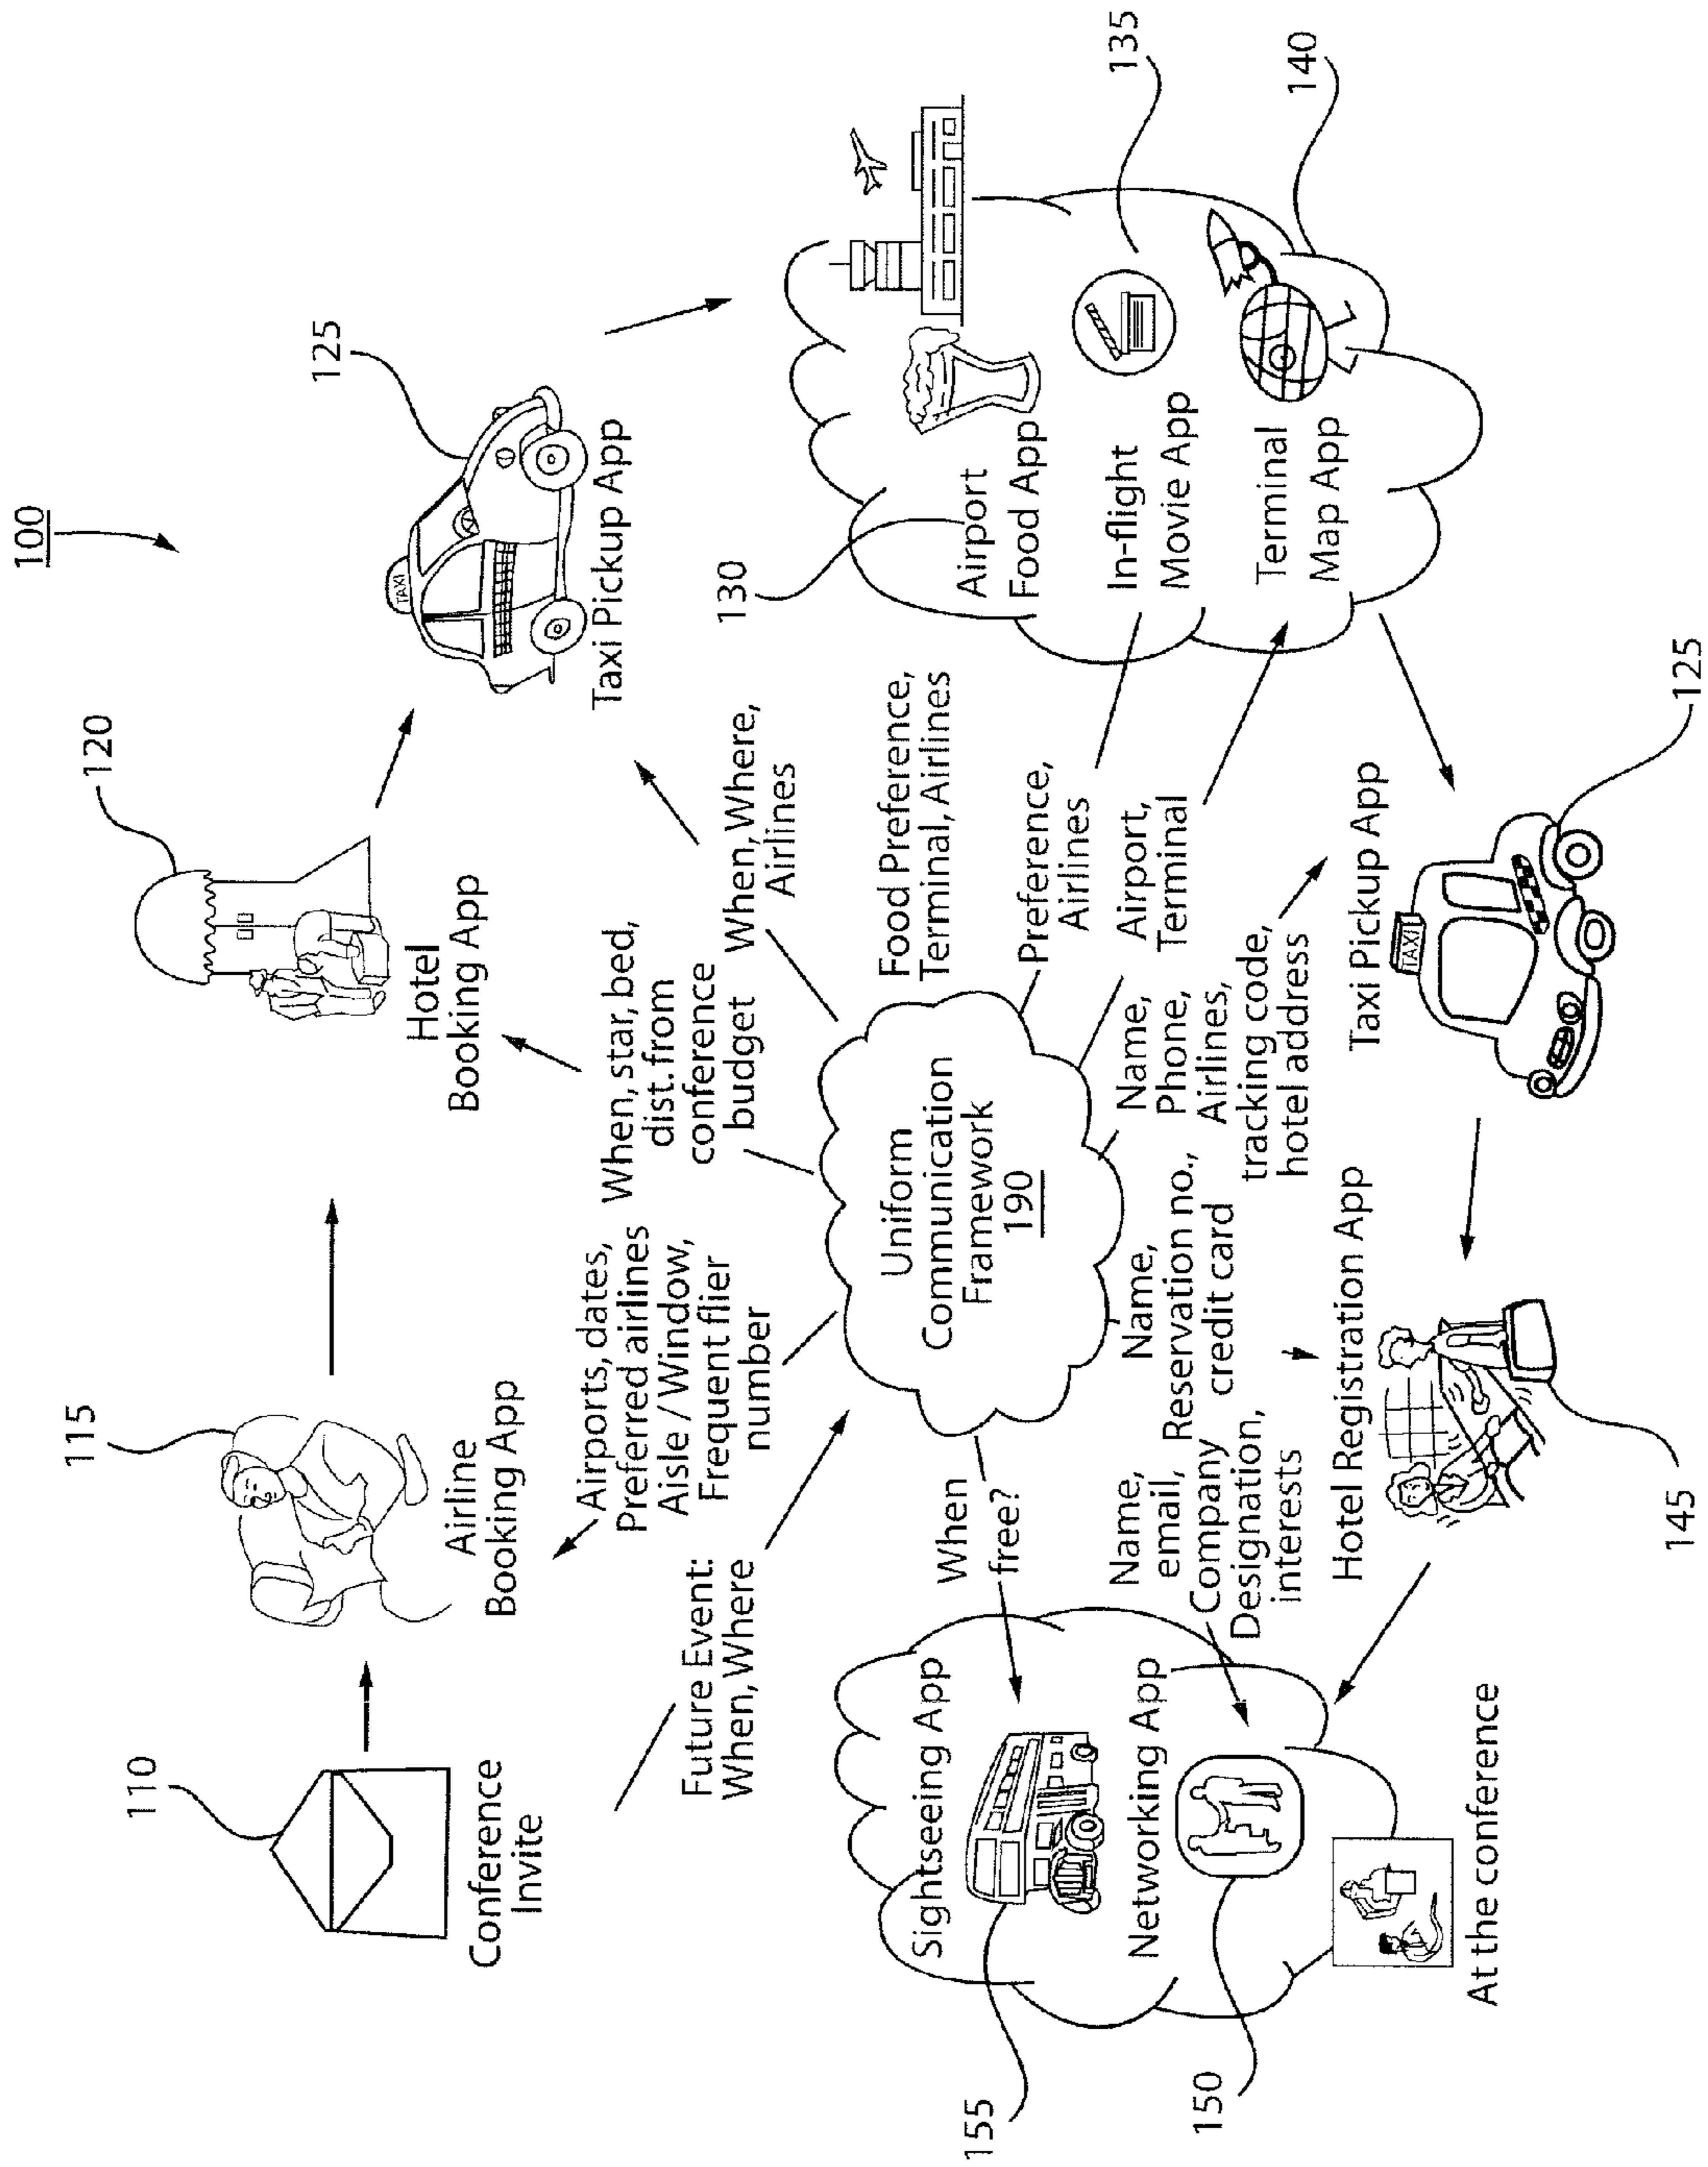 100
110
Conference
Invite
115
Airline
Booking App
120
Hotel
Booking App
125
TAXI
Taxi Pickup App
Future Event:
When, Where
Airports, dates,
Preferred airlines
Aisle / Window,
Frequent flier
number
When, star, bed,
dist. from
conference
budget
When, Where,
Airlines
130
Airport
Food App
135
In-flight
Movie App
140
Terminal
Map App
Food Preference,
Terminal, Airlines
Preference,
Airlines
Airport,
Terminal
Uniform
Communication
Framework
190
When
free?
Name,
email,
Company
Designation,
interests
Name,
Reservation no.,
credit card
Name,
Phone,
Airlines,
tracking code,
hotel address
155
Sightseeing App
150
Networking App
At the conference
Hotel Registration App
145
Taxi Pickup App
TAXI
125